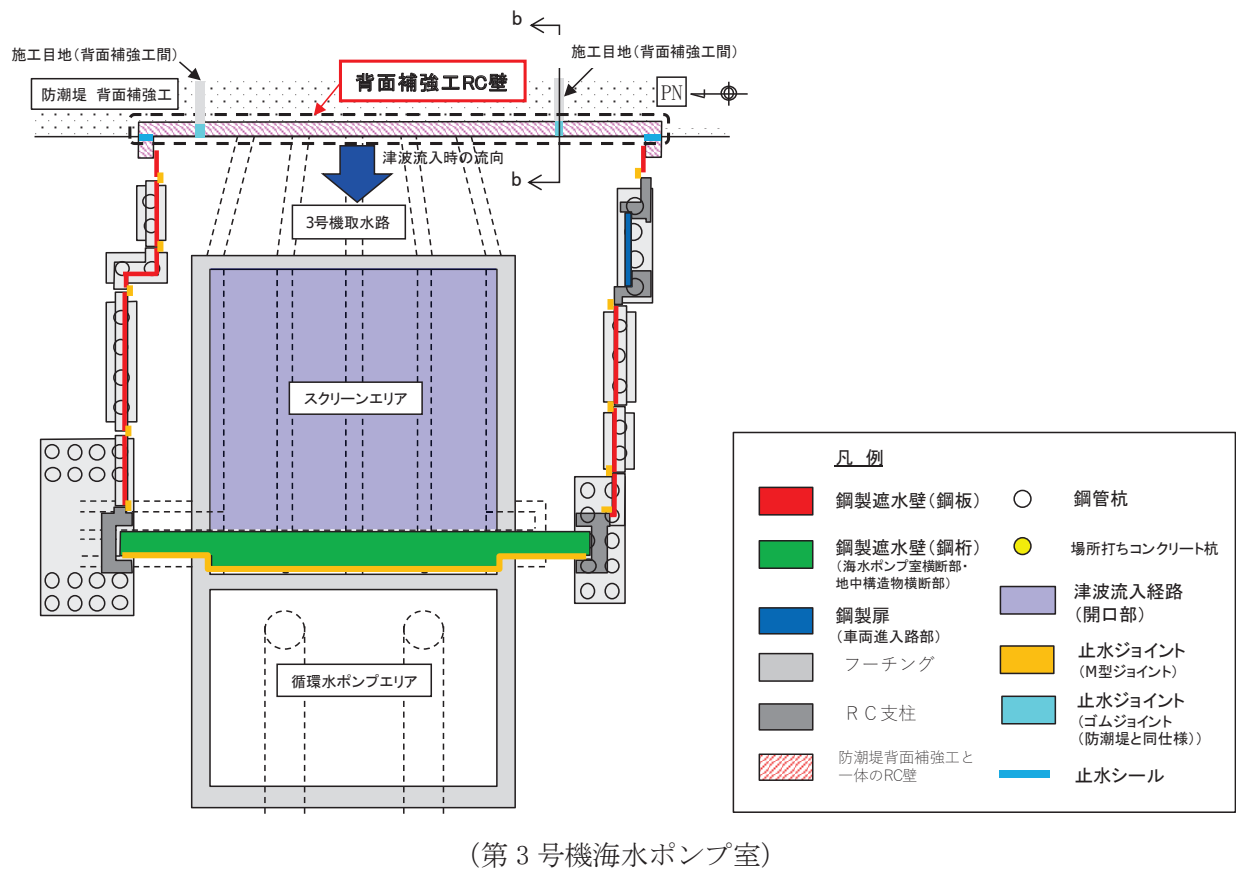 b
施工目地(背面補強工間)
施工目地(背面補強工間)
背面補強工RC壁
防潮堤 背面補強工
PN
津波流入時の流向
b
3号機取水路
スクリーンエリア
循環水ポンプエリア
凡 例
鋼製遮水壁(鋼板)
鋼製遮水壁(鋼桁)
(海水ポンプ室横断部・
地中構造物横断部)
鋼製扉
(車両進入路部)
フーチング
RC支柱
防潮堤背面補強工と
一体のRC壁
鋼管杭
場所打ちコンクリート杭
津波流入経路
(開口部)
止水ジョイント
(M型ジョイント)
止水ジョイント
(ゴムジョイント
(防潮堤と同仕様))
止水シール
(第3号機海水ポンプ室)